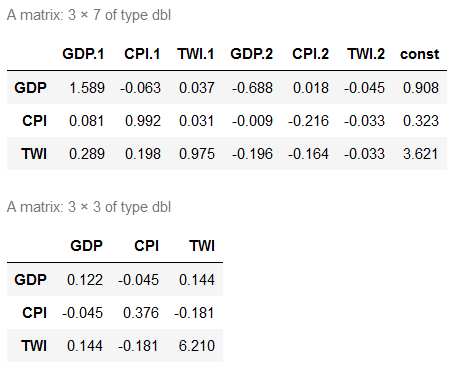 A matrix: 3 × 7 of type dbl
GDP.1 CPI.1 TWI.1 GDP.2 CPI.2 TWI.2 const
GDP 1.589 -0.063 0.037 -0.688 0.018 -0.045 0.908
CPI 0.081 0.992 0.031 -0.009 -0.216 -0.033 0.323
TWI 0.289 0.198 0.975 -0.196 -0.164 -0.033 3.621
A matrix: 3 × 3 of type dbl
GDP CPI TWI
GDP 0.122 -0.045 0.144
CPI -0.045 0.376 -0.181
TWI 0.144 -0.181 6.210